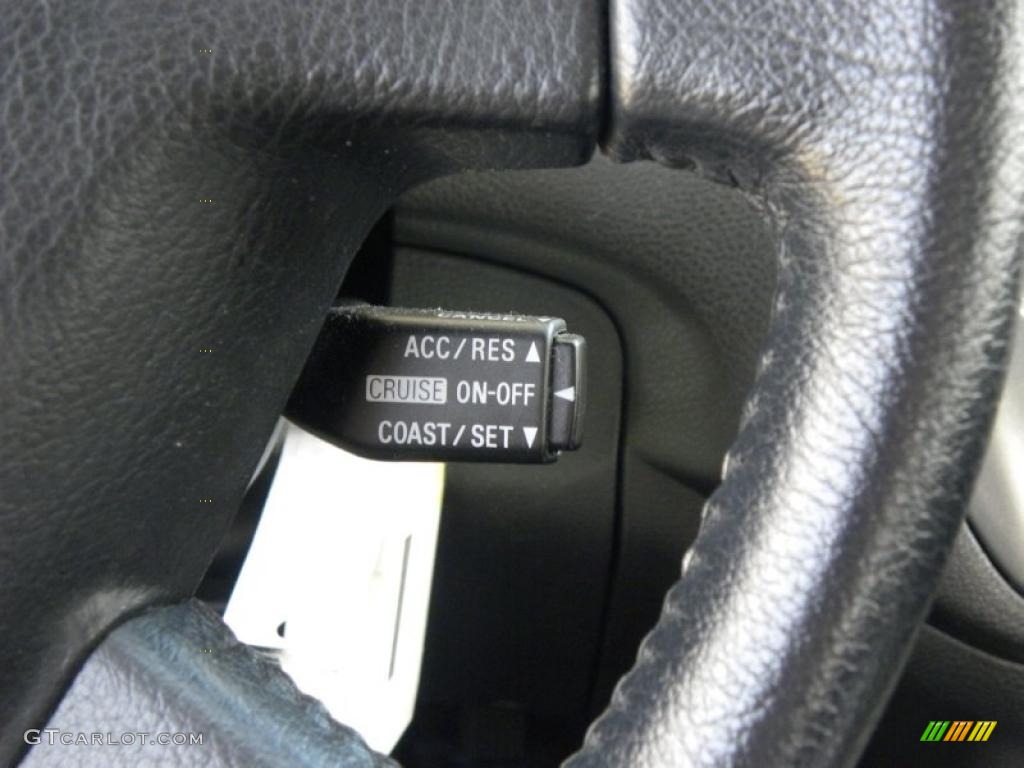 ACC/RES ▲
CRUISE ON-OFF ◄
COAST/SET ▼
GTCARLOT.COM